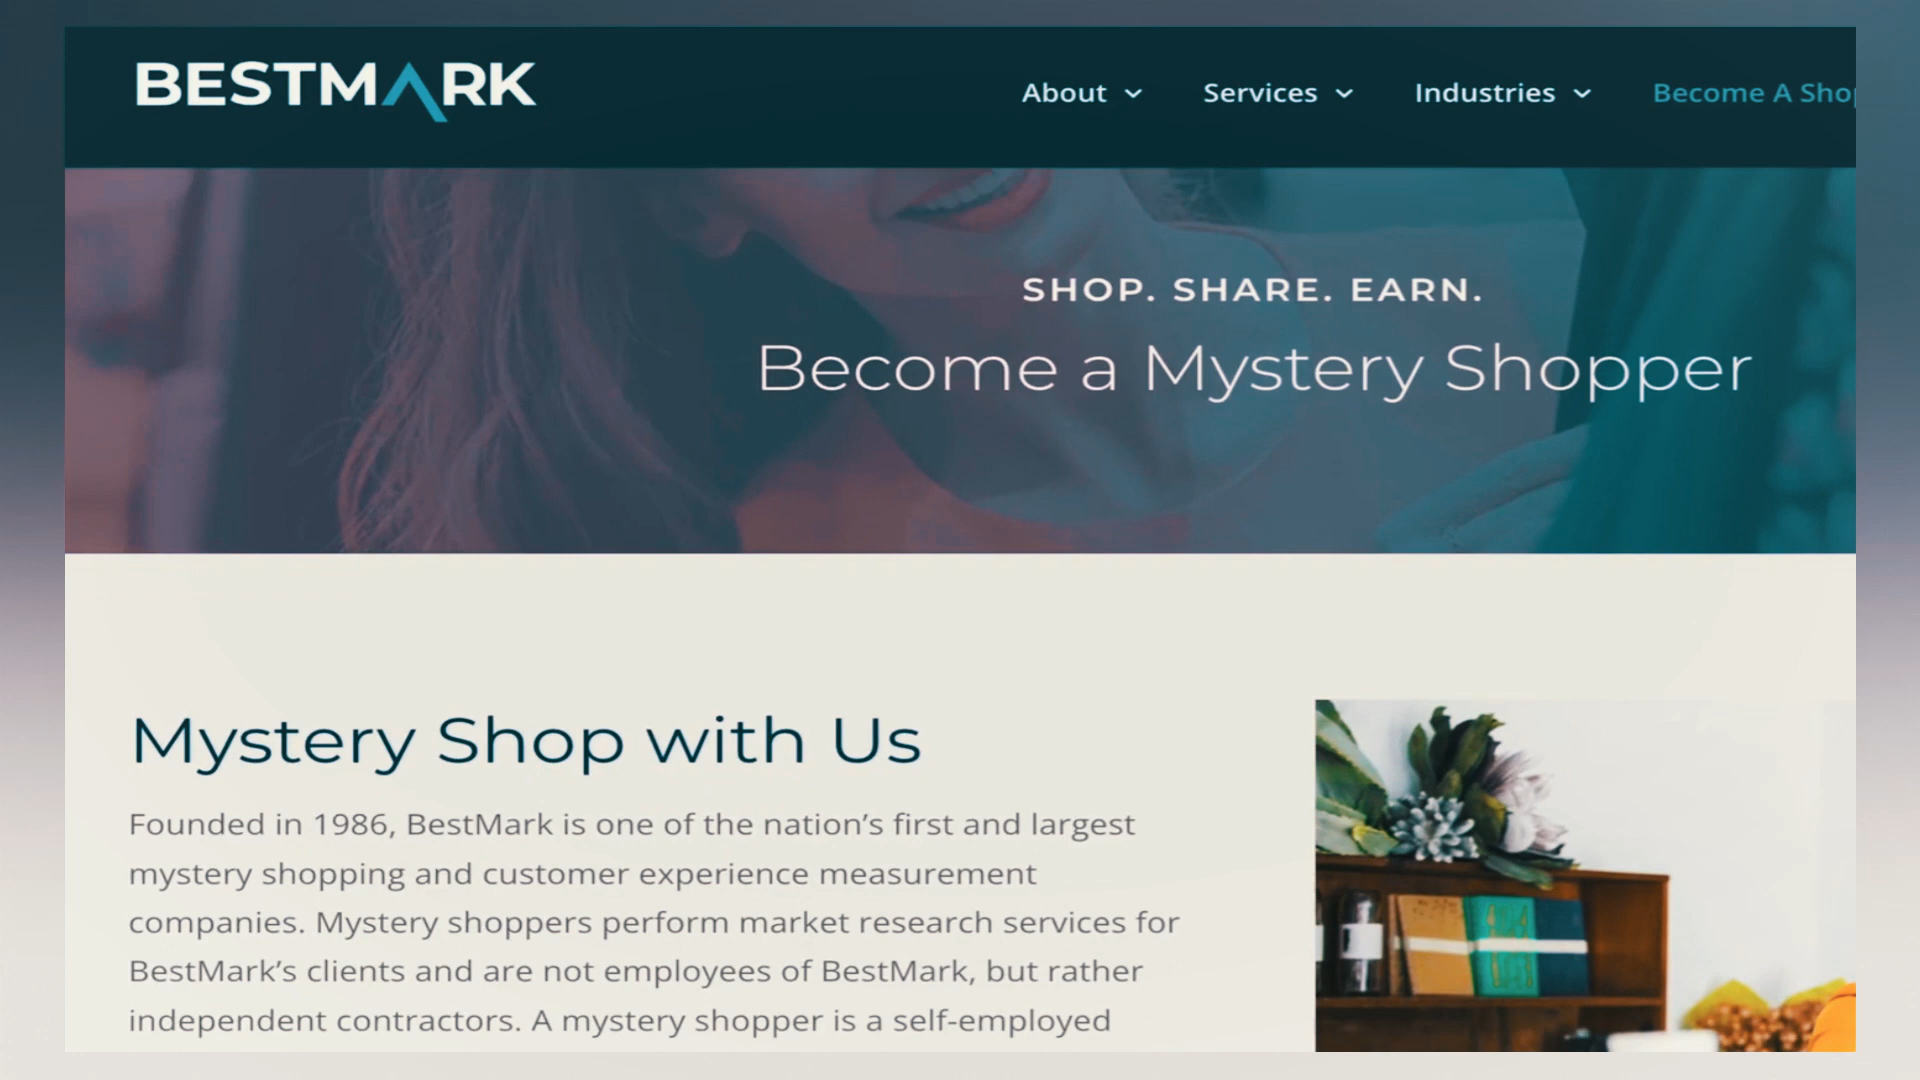 BESTMARK
About Services Industries Become A Shop
SHOP. SHARE. EARN.
Become a Mystery Shopper
Mystery Shop with Us
Founded in 1986, BestMark is one of the nation’s first and largest
mystery shopping and customer experience measurement
companies. Mystery shoppers perform market research services for
BestMark’s clients and are not employees of BestMark, but rather
independent contractors. A mystery shopper is a self-employed